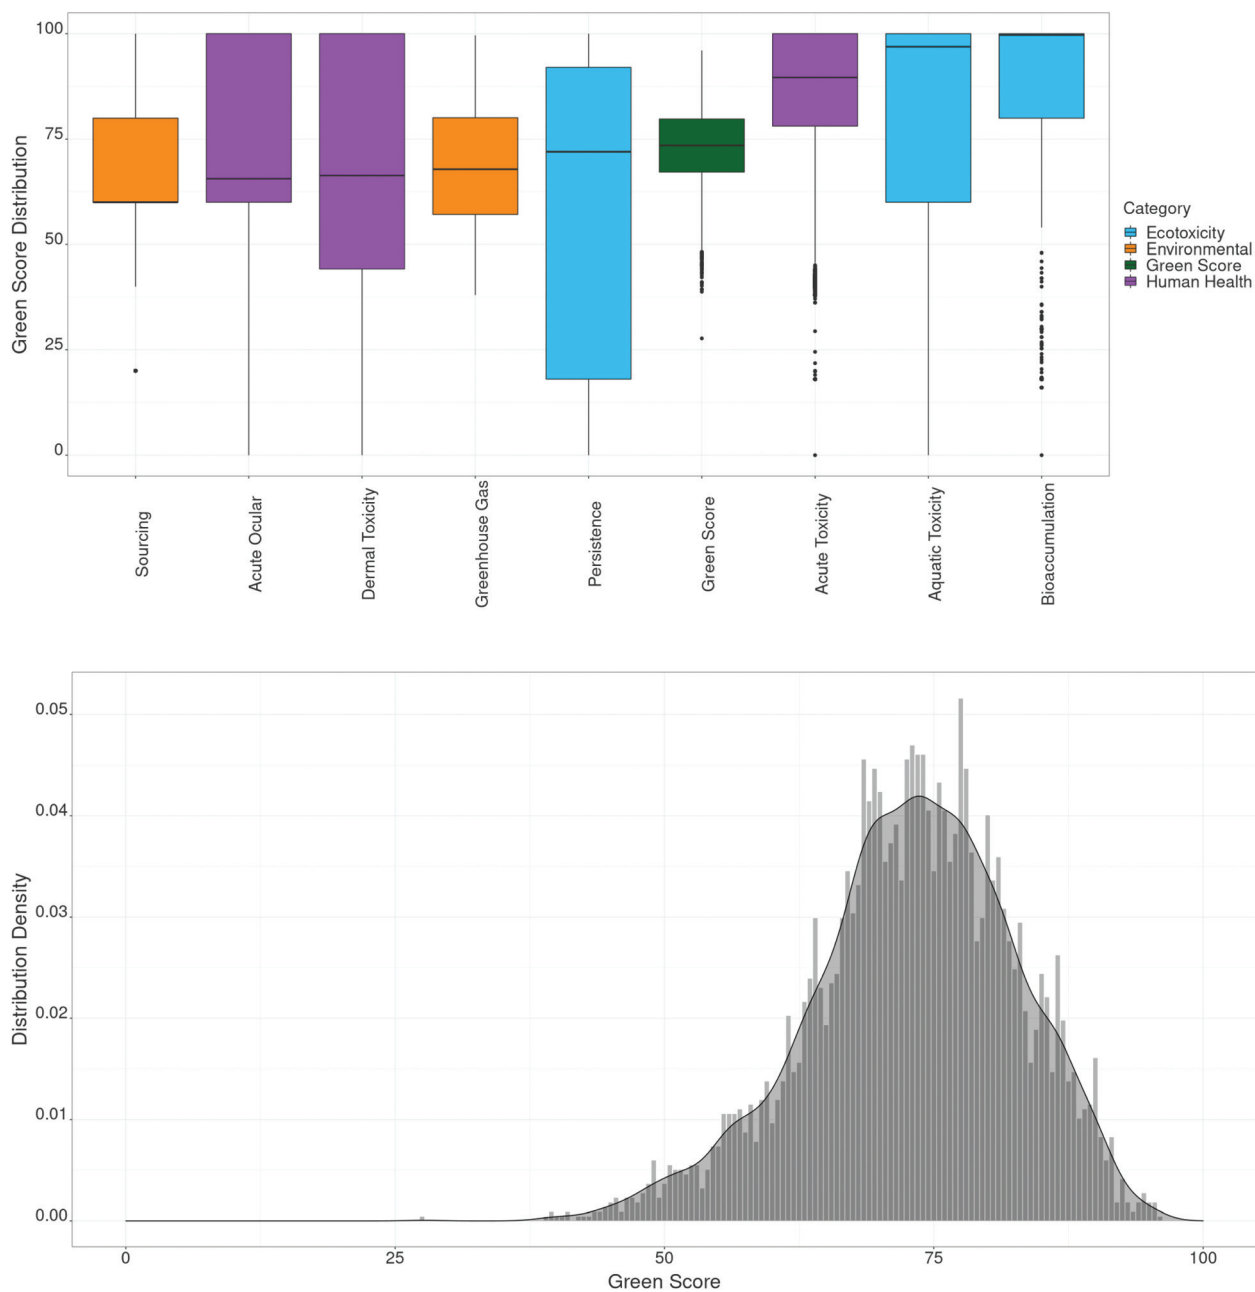 100
75
50
25
0
Green Score Distribution
Sourcing
Acute Ocular
Dermal Toxicity
Greenhouse Gas
Persistence
Green Score
Acute Toxicity
Aquatic Toxicity
Bioaccumulation
Category
Ecotoxicity
Environmental
Green Score
Human Health
0.05
0.04
0.03
0.02
0.01
0.00
Distribution Density
0 25 50 75 100
Green Score